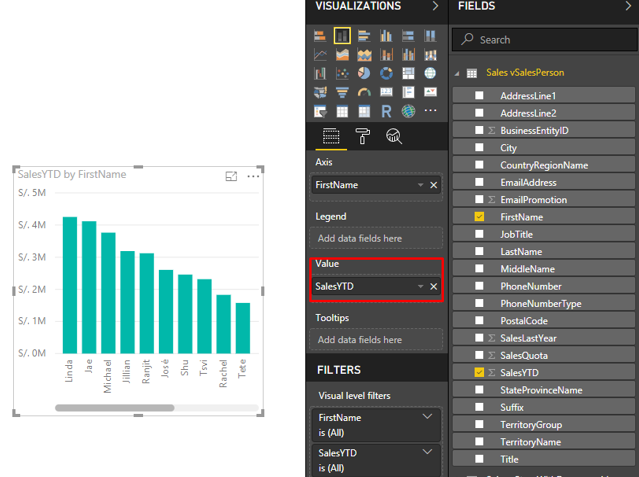 SalesYTD by FirstName
S/. 5M
S/. 4M
S/. 3M
S/. 2M
S/. 1M
S/. 0M
Linda
Jae
Michael
Jillian
Ranjit
José
Shu
Tsvi
Rachel
Tete
VISUALIZATIONS
R
Axis
FirstName
Legend
Add data fields here
Value
SalesYTD
Tooltips
Add data fields here
FILTERS
Visual level filters
FirstName
is (All)
SalesYTD
is (All)
FIELDS
Search
Sales vSalesPerson
AddressLine1
AddressLine2
Σ BusinessEntityID
City
CountryRegionName
EmailAddress
Σ EmailPromotion
FirstName
JobTitle
LastName
MiddleName
PhoneNumber
PhoneNumberType
PostalCode
Σ SalesLastYear
Σ SalesQuota
Σ SalesYTD
StateProvinceName
Suffix
TerritoryGroup
TerritoryName
Title